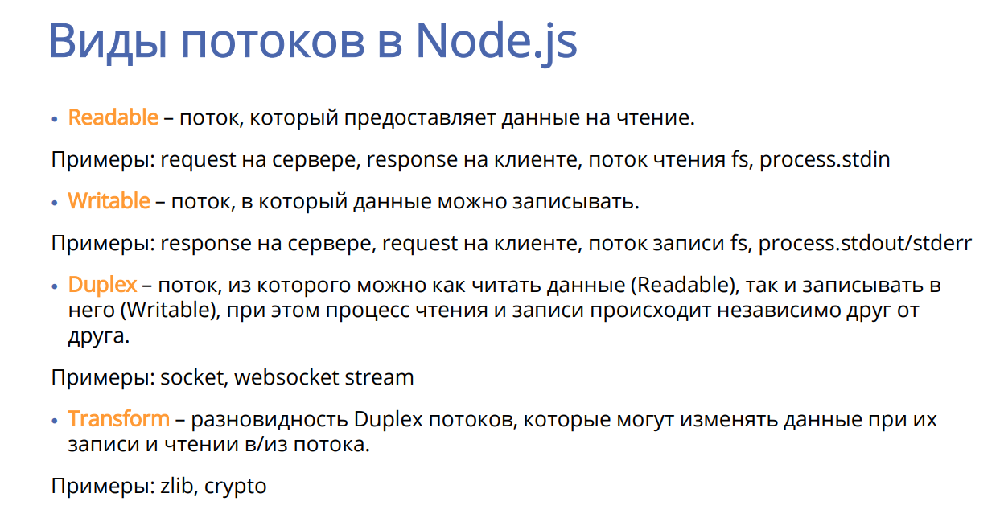 Виды потоков в Node.js
• Readable – поток, который предоставляет данные на чтение.
Примеры: request на сервере, response на клиенте, поток чтения fs, process.stdin
• Writable – поток, в который данные можно записывать.
Примеры: response на сервере, request на клиенте, поток записи fs, process.stdout/stderr
• Duplex – поток, из которого можно как читать данные (Readable), так и записывать в
него (Writable), при этом процесс чтения и записи происходит независимо друг от
друга.
Примеры: socket, websocket stream
• Transform – разновидность Duplex потоков, которые могут изменять данные при их
записи и чтении в/из потока.
Примеры: zlib, crypto